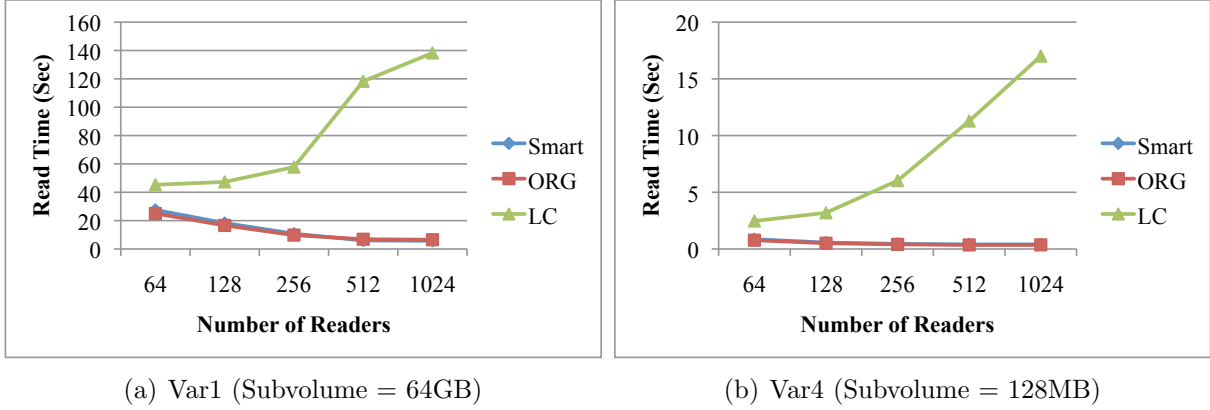 160
140
120
100
80
60
40
20
0
Read Time (Sec)
64 128 256 512 1024
Number of Readers
Smart
ORG
LC
(a) Var1 (Subvolume = 64GB)
20
15
10
5
0
Read Time (Sec)
64 128 256 512 1024
Number of Readers
Smart
ORG
LC
(b) Var4 (Subvolume = 128MB)